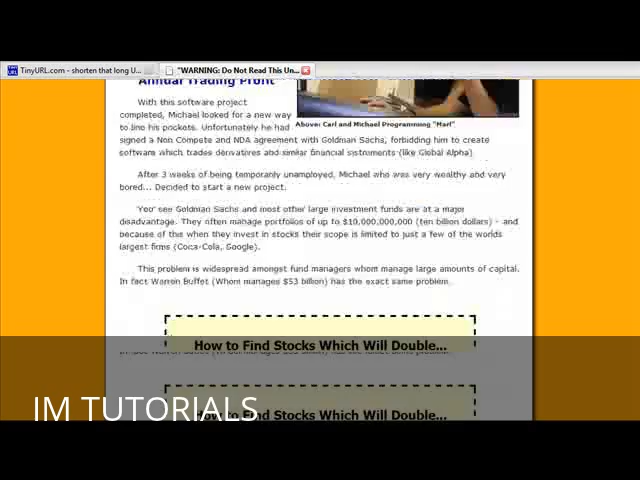 TinyURL.com - shorten that long U...
"WARNING: Do Not Read This Un...
Annual Trading Profit
Above: Carl and Michael Programming "Marl"
With this software project
completed, Michael looked for a new way
to line his pockets. Unfortunately he had
signed a Non Compete and NDA agreement with Goldman Sachs, forbidding him to create
software which trades derivatives and similar financial sistruments (like Global Alpha)
After 3 weeks of being temporarily unamployed, Michael who was very wealthy and very
bored... Decided to start a new project.
You see Goldman Sachs and most other large investment funds are at a major
disadvantage. They often manage portfolios of up to $10,000,000,000 (ten billion dollars) - and
because of this when they invest in stocks their scope is limited to just a few of the worlds
largest firms (Coca-Cola, Google).
This problem is widespread amongst fund managers whom manage large amounts of capital.
In fact Warren Buffet (Whom manages $53 billion) has the exact same problem.
How to Find Stocks Which Will Double...
IM TUTORIALS
How to Find Stocks Which Will Double...